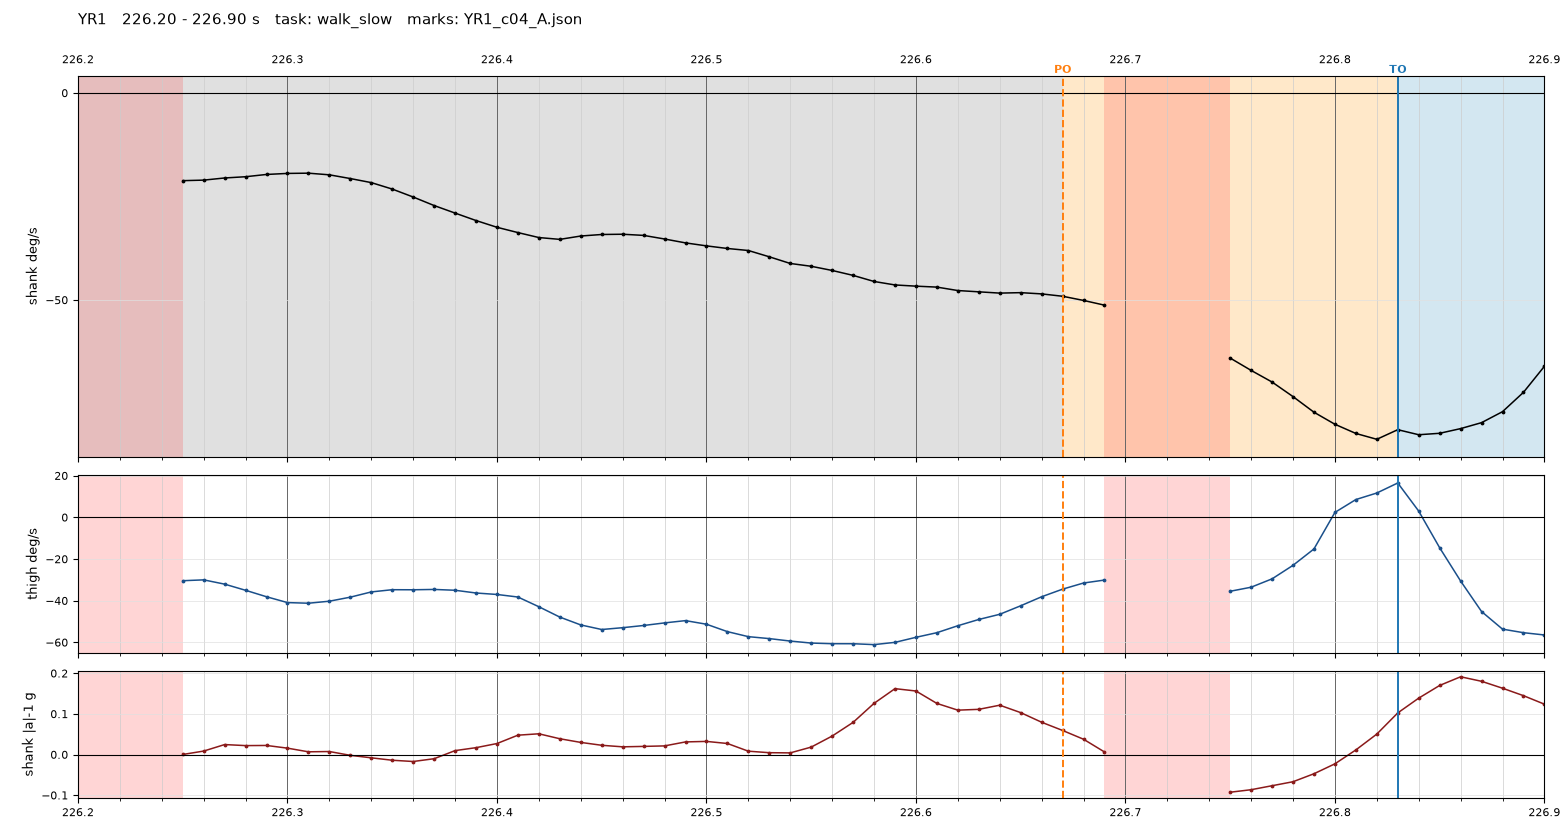 YR1   226.20 - 226.90 s   task: walk_slow   marks: YR1_c04_A.json
226.2 226.3 226.4 226.5 226.6 226.7 226.8 226.9
PO TO
0
−50
shank deg/s
20
0
−20
−40
−60
thigh deg/s
0.2
0.1
0.0
−0.1
shank |a|-1 g
226.2 226.3 226.4 226.5 226.6 226.7 226.8 226.9